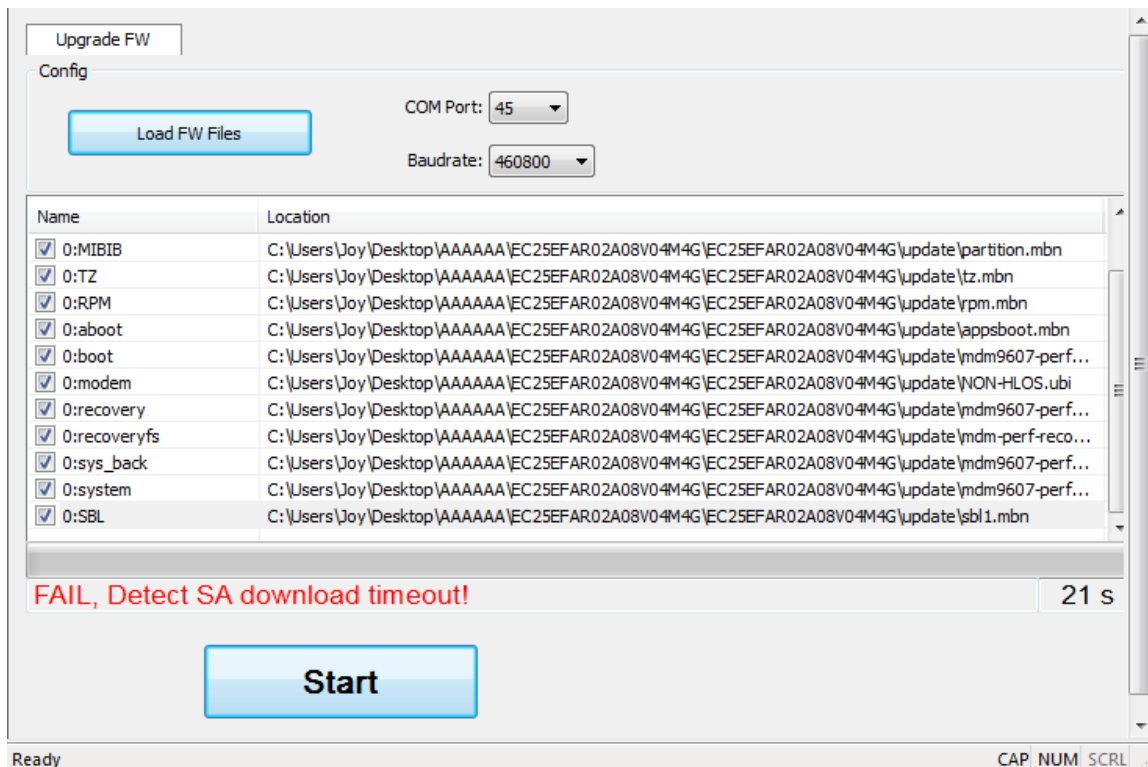 Upgrade FW
Config
Load FW Files
COM Port: 45
Baudrate: 460800
Name Location
0:MIBIB C:\Users\Joy\Desktop\AAAAAA\EC25EFAR02A08V04M4G\EC25EFAR02A08V04M4G\update\partition.mbn
0:TZ C:\Users\Joy\Desktop\AAAAAA\EC25EFAR02A08V04M4G\EC25EFAR02A08V04M4G\update\tz.mbn
0:RPM C:\Users\Joy\Desktop\AAAAAA\EC25EFAR02A08V04M4G\EC25EFAR02A08V04M4G\update\rpm.mbn
0:aboot C:\Users\Joy\Desktop\AAAAAA\EC25EFAR02A08V04M4G\EC25EFAR02A08V04M4G\update\appsboot.mbn
0:boot C:\Users\Joy\Desktop\AAAAAA\EC25EFAR02A08V04M4G\EC25EFAR02A08V04M4G\update\mdm9607-perf...
0:modem C:\Users\Joy\Desktop\AAAAAA\EC25EFAR02A08V04M4G\EC25EFAR02A08V04M4G\update\NON-HLOS.ubi
0:recovery C:\Users\Joy\Desktop\AAAAAA\EC25EFAR02A08V04M4G\EC25EFAR02A08V04M4G\update\mdm9607-perf...
0:recoveryfs C:\Users\Joy\Desktop\AAAAAA\EC25EFAR02A08V04M4G\EC25EFAR02A08V04M4G\update\mdm-perf-reco...
0:sys_back C:\Users\Joy\Desktop\AAAAAA\EC25EFAR02A08V04M4G\EC25EFAR02A08V04M4G\update\mdm9607-perf...
0:system C:\Users\Joy\Desktop\AAAAAA\EC25EFAR02A08V04M4G\EC25EFAR02A08V04M4G\update\mdm9607-perf...
0:SBL C:\Users\Joy\Desktop\AAAAAA\EC25EFAR02A08V04M4G\EC25EFAR02A08V04M4G\update\sbl1.mbn
FAIL, Detect SA download timeout! 21 s
Start
Ready CAP NUM SCRL